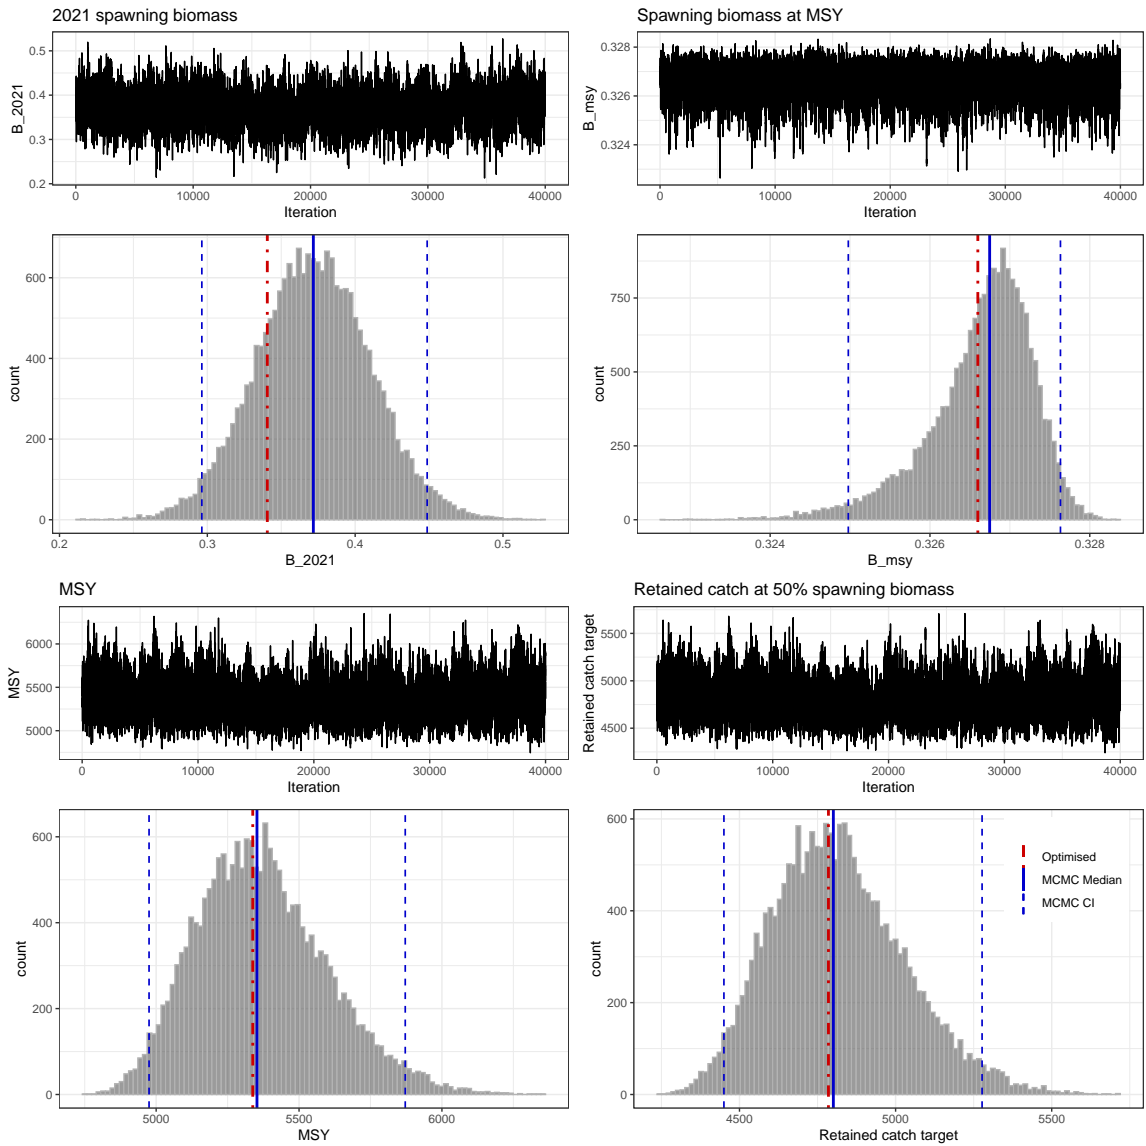 2021 spawning biomass
B_2021
0.5
0.4
0.3
0.2
0
10000
20000
30000
40000
Iteration
count
600
400
200
0
0.2
0.3
0.4
0.5
B_2021
Spawning biomass at MSY
B_msy
0.328
0.326
0.324
0
10000
20000
30000
40000
Iteration
count
750
500
250
0
0.324
0.326
0.328
B_msy
MSY
MSY
6000
5500
5000
0
10000
20000
30000
40000
Iteration
count
600
400
200
0
5000
5500
6000
MSY
Retained catch at 50% spawning biomass
Retained catch target
5500
5000
4500
0
10000
20000
30000
40000
Iteration
count
600
400
200
0
4500
5000
5500
Retained catch target
Optimised
MCMC Median
MCMC CI